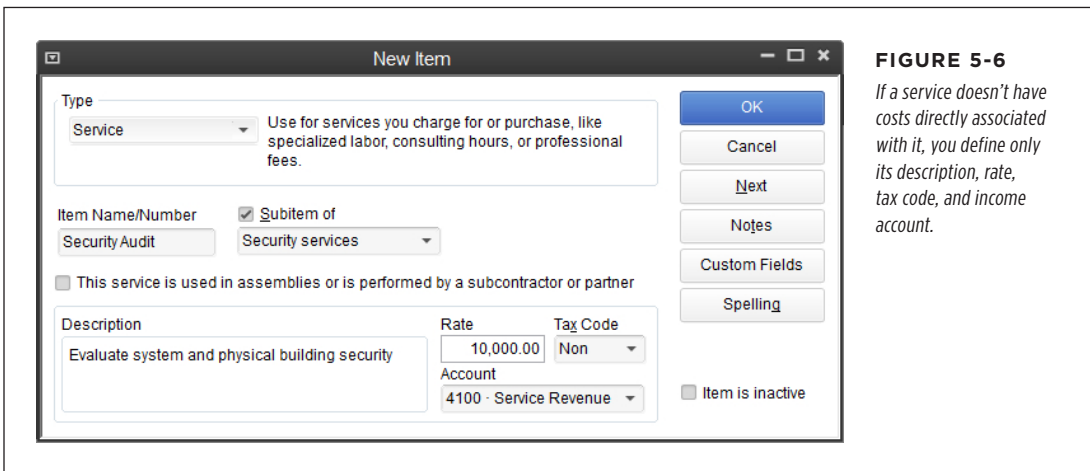 New Item
Type
Service
Use for services you charge for or purchase, like
specialized labor, consulting hours, or professional
fees.
Item Name/Number
Subitem of
Security Audit
Security services
This service is used in assemblies or is performed by a subcontractor or partner
Description
Evaluate system and physical building security
Rate
Tax Code
10,000.00
Non
Account
4100 · Service Revenue
OK
Cancel
Next
Notes
Custom Fields
Spelling
Item is inactive
FIGURE 5-6
If a service doesn't have
costs directly associated
with it, you define only
its description, rate,
tax code, and income
account.